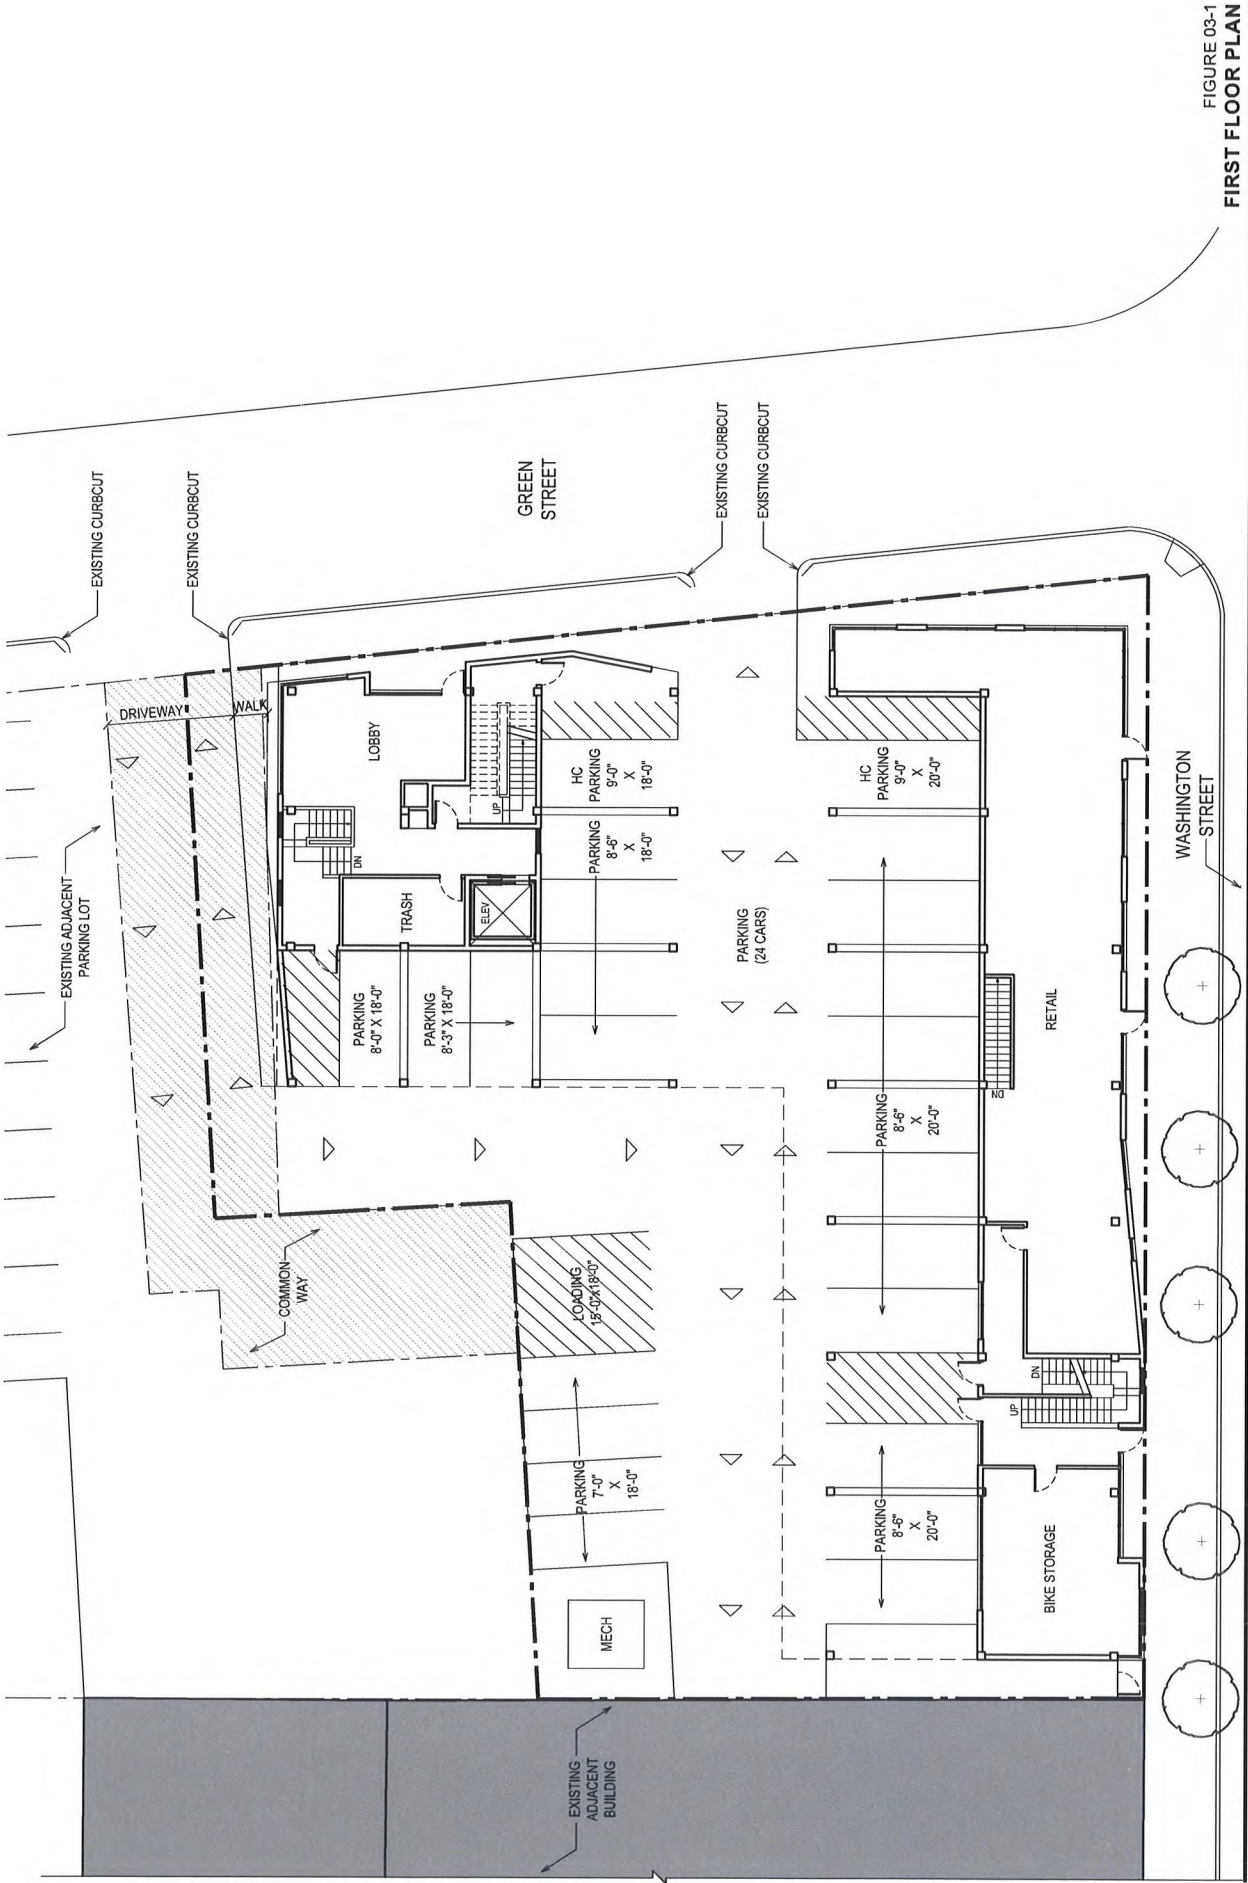 EXISTING ADJACENT
PARKING LOT
EXISTING CURBCUT
EXISTING CURBCUT
DRIVEWAY
WALK
COMMON
WAY
LOBBY
DN
TRASH
ELEV
UP
PARKING
8'-0" X 18'-0"
PARKING
8'-3" X 18'-0"
HC
PARKING
9'-0"
X
18'-0"
PARKING
8'-6"
X
18'-0"
GREEN
STREET
EXISTING CURBCUT
EXISTING CURBCUT
LOADING
15'-0"x18'-0"
PARKING
7'-0"
X
18'-0"
MECH
EXISTING
ADJACENT
BUILDING
PARKING
(24 CARS)
HC
PARKING
9'-0"
X
20'-0"
PARKING
8'-6"
X
20'-0"
PARKING
8'-6"
X
20'-0"
DN
RETAIL
DN
UP
BIKE STORAGE
WASHINGTON
STREET
FIGURE 03-1
FIRST FLOOR PLAN